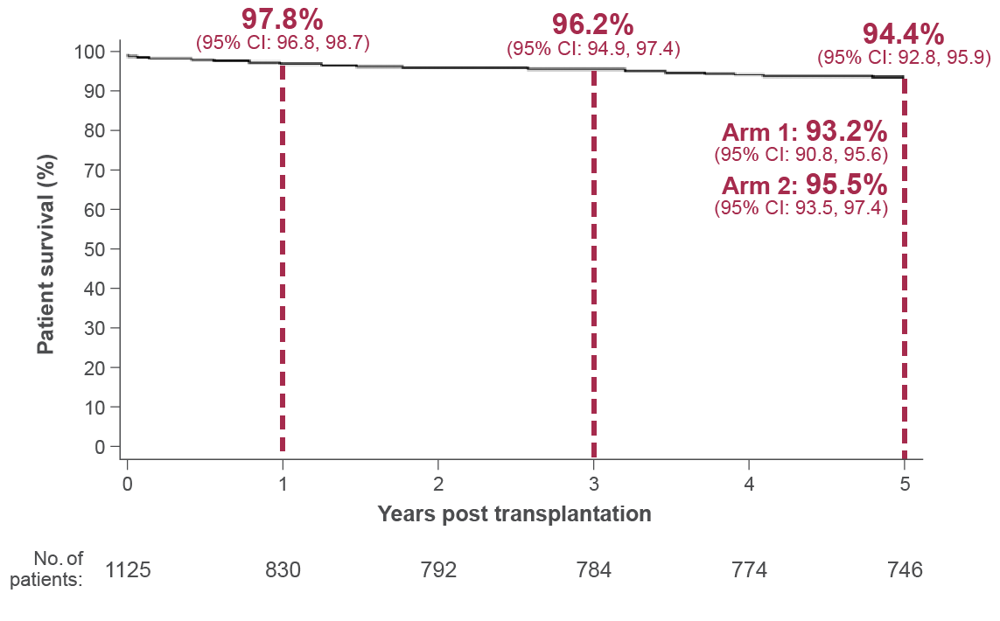 97.8%
(95% CI: 96.8, 98.7)
96.2%
(95% CI: 94.9, 97.4)
94.4%
(95% CI: 92.8, 95.9)
Arm 1: 93.2%
(95% CI: 90.8, 95.6)
Arm 2: 95.5%
(95% CI: 93.5, 97.4)
Patient survival (%)
100
90
80
70
60
50
40
30
20
10
0
0 1 2 3 4 5
Years post transplantation
No. of
patients: 1125 830 792 784 774 746